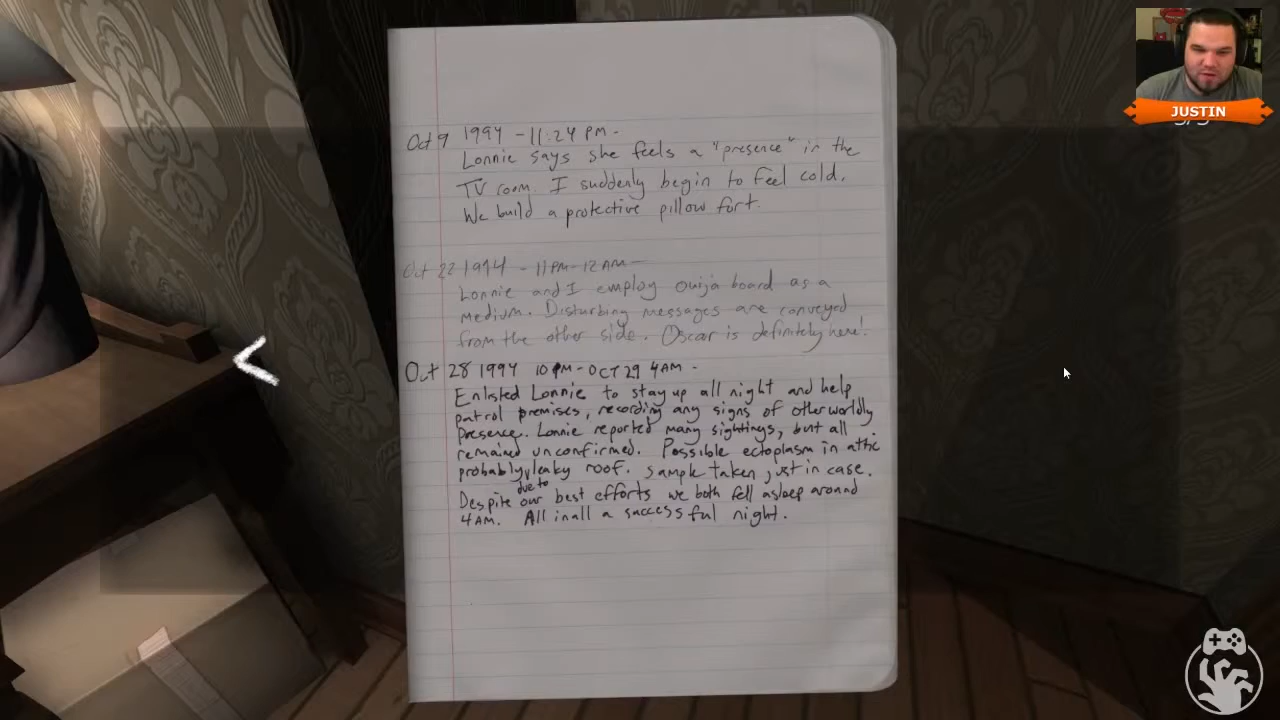 JUSTIN
Oct 9 1994 - 11:24 PM -
Lonnie says she feels a "presence" in the
TV room. I suddenly begin to feel cold.
We build a protective pillow fort.
Oct 22 1994 - 11PM - 12AM -
Lonnie and I employ ouija board as a
medium. Disturbing messages are conveyed
from the other side. Oscar is definitely here!
Oct 28 1994 10 PM - OCT 29 4AM -
Enlisted Lonnie to stay up all night and help
patrol premises, recording any signs of otherworldly
presence. Lonnie reported many sightings, but all
remained unconfirmed. Possible ectoplasm in attic
probably due to leaky roof. Sample taken just in case.
Despite our best efforts we both fell asleep around
4AM. All in all a successful night.